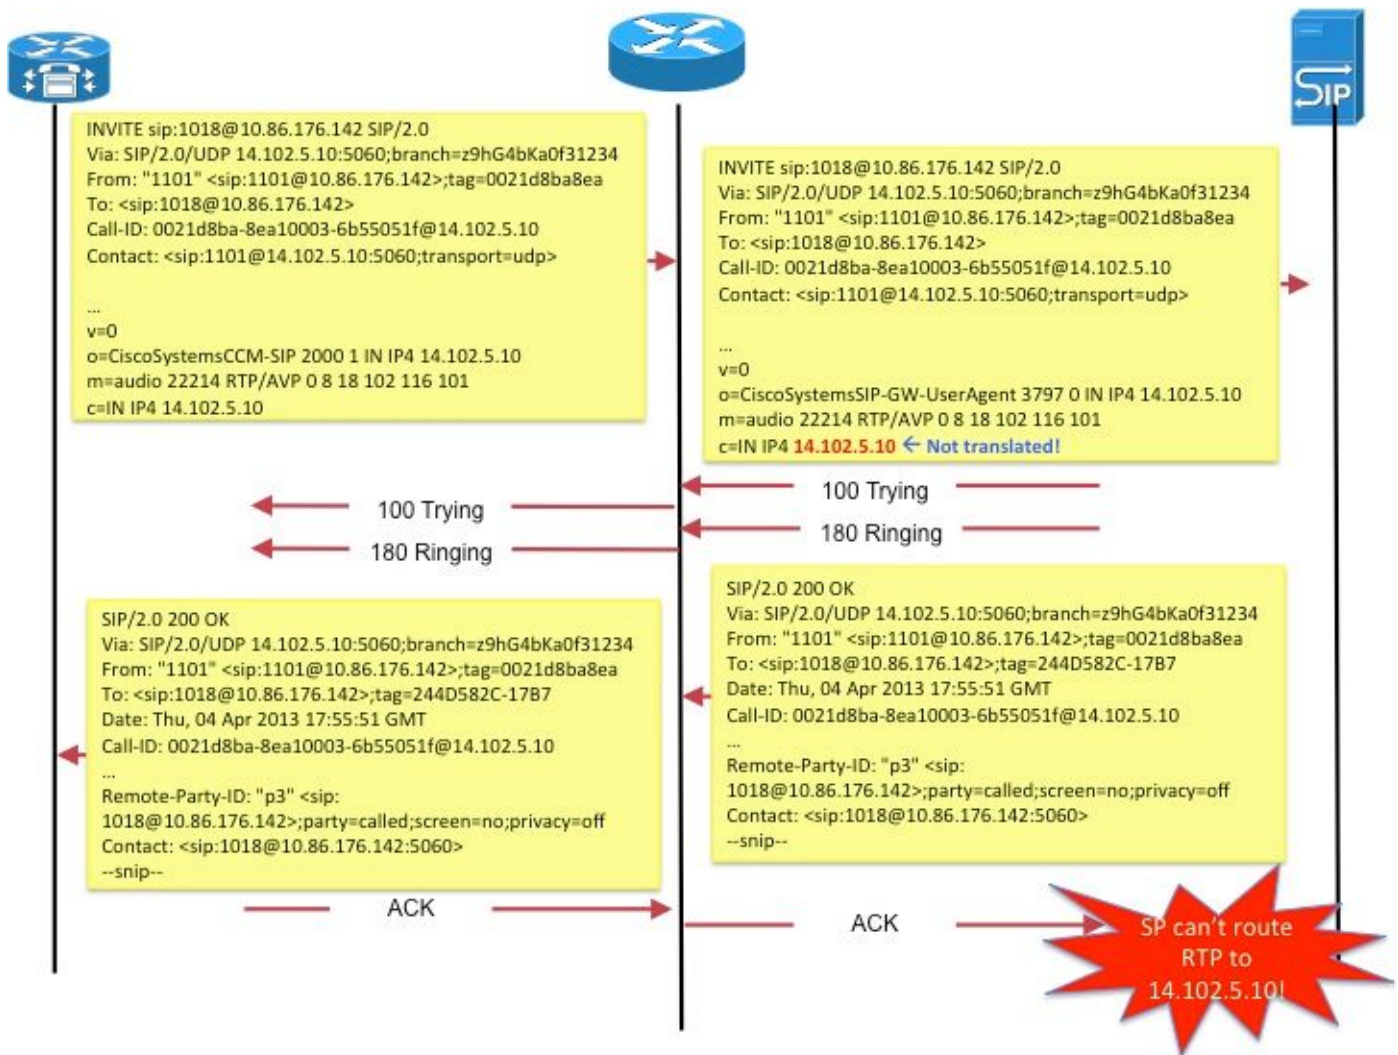 SIP
INVITE sip:1018@10.86.176.142 SIP/2.0
Via: SIP/2.0/UDP 14.102.5.10:5060;branch=z9hG4bKa0f31234
From: "1101" <sip:1101@10.86.176.142>;tag=0021d8ba8ea
To: <sip:1018@10.86.176.142>
Call-ID: 0021d8ba-8ea10003-6b55051f@14.102.5.10
Contact: <sip:1101@14.102.5.10:5060;transport=udp>
...
v=0
o=CiscoSystemsCCM-SIP 2000 1 IN IP4 14.102.5.10
m=audio 22214 RTP/AVP 0 8 18 102 116 101
c=IN IP4 14.102.5.10
INVITE sip:1018@10.86.176.142 SIP/2.0
Via: SIP/2.0/UDP 14.102.5.10:5060;branch=z9hG4bKa0f31234
From: "1101" <sip:1101@10.86.176.142>;tag=0021d8ba8ea
To: <sip:1018@10.86.176.142>
Call-ID: 0021d8ba-8ea10003-6b55051f@14.102.5.10
Contact: <sip:1101@14.102.5.10:5060;transport=udp>
...
v=0
o=CiscoSystemsSIP-GW-UserAgent 3797 0 IN IP4 14.102.5.10
m=audio 22214 RTP/AVP 0 8 18 102 116 101
c=IN IP4 14.102.5.10 ← Not translated!
100 Trying
180 Ringing
100 Trying
180 Ringing
SIP/2.0 200 OK
Via: SIP/2.0/UDP 14.102.5.10:5060;branch=z9hG4bKa0f31234
From: "1101" <sip:1101@10.86.176.142>;tag=0021d8ba8ea
To: <sip:1018@10.86.176.142>;tag=244D582C-17B7
Date: Thu, 04 Apr 2013 17:55:51 GMT
Call-ID: 0021d8ba-8ea10003-6b55051f@14.102.5.10
...
Remote-Party-ID: "p3" <sip:
1018@10.86.176.142>;party=called;screen=no;privacy=off
Contact: <sip:1018@10.86.176.142:5060>
--snip--
SIP/2.0 200 OK
Via: SIP/2.0/UDP 14.102.5.10:5060;branch=z9hG4bKa0f31234
From: "1101" <sip:1101@10.86.176.142>;tag=0021d8ba8ea
To: <sip:1018@10.86.176.142>;tag=244D582C-17B7
Date: Thu, 04 Apr 2013 17:55:51 GMT
Call-ID: 0021d8ba-8ea10003-6b55051f@14.102.5.10
...
Remote-Party-ID: "p3" <sip:
1018@10.86.176.142>;party=called;screen=no;privacy=off
Contact: <sip:1018@10.86.176.142:5060>
--snip--
ACK
ACK
SP can't route
RTP to
14.102.5.10!